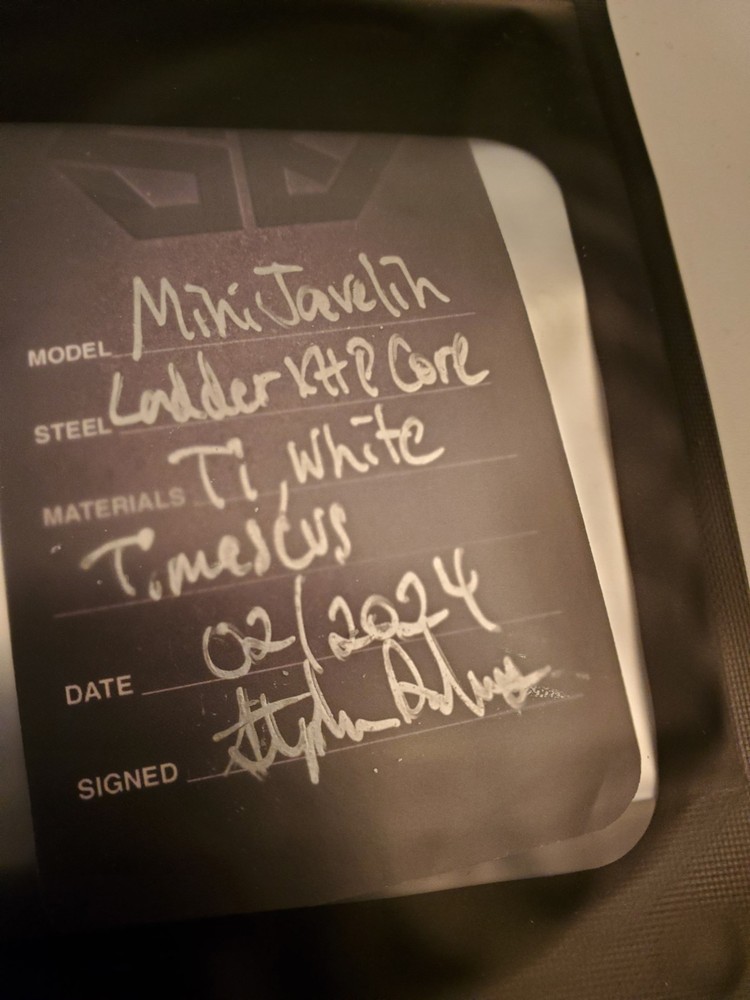 MODEL Mini Javelin
STEEL Ladder XHP Core
MATERIALS Ti, White
Timascus
DATE 02/2024
SIGNED